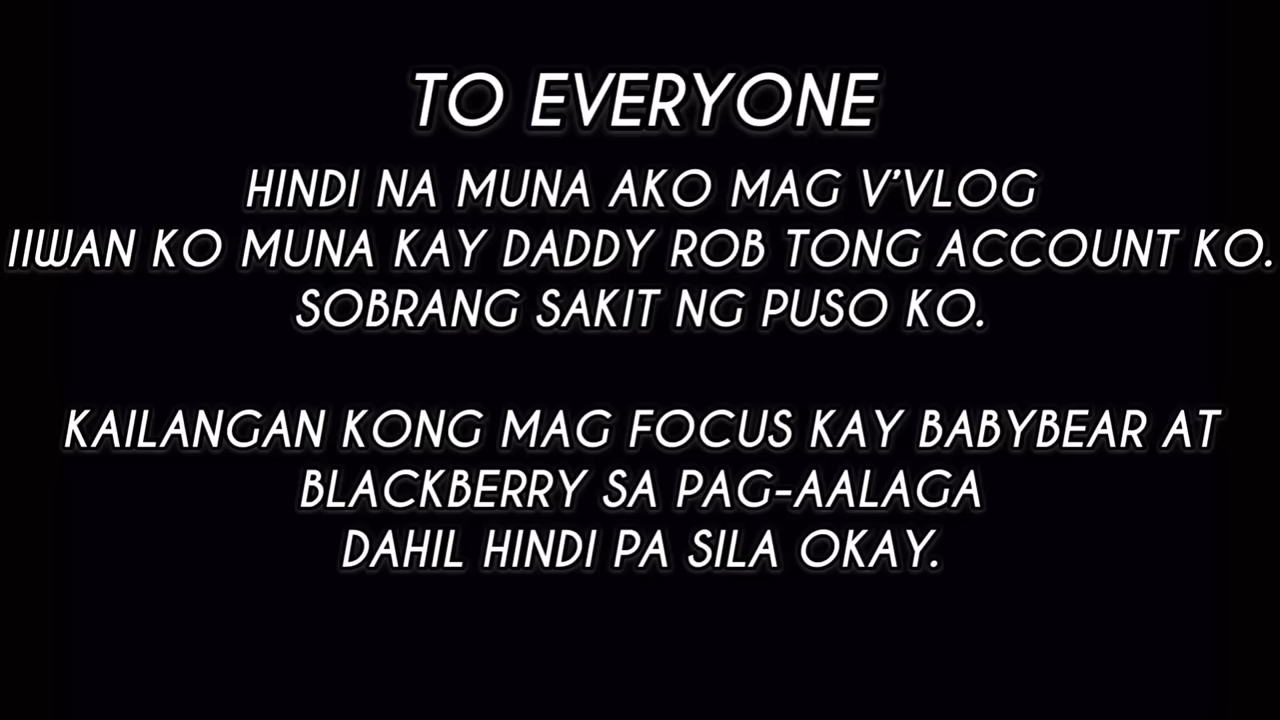 TO EVERYONE
HINDI NA MUNA AKO MAG V'VLOG
IIWAN KO MUNA KAY DADDY ROB TONG ACCOUNT KO.
SOBRANG SAKIT NG PUSO KO.
KAILANGAN KONG MAG FOCUS KAY BABYBEAR AT
BLACKBERRY SA PAG-AALAGA
DAHIL HINDI PA SILA OKAY.